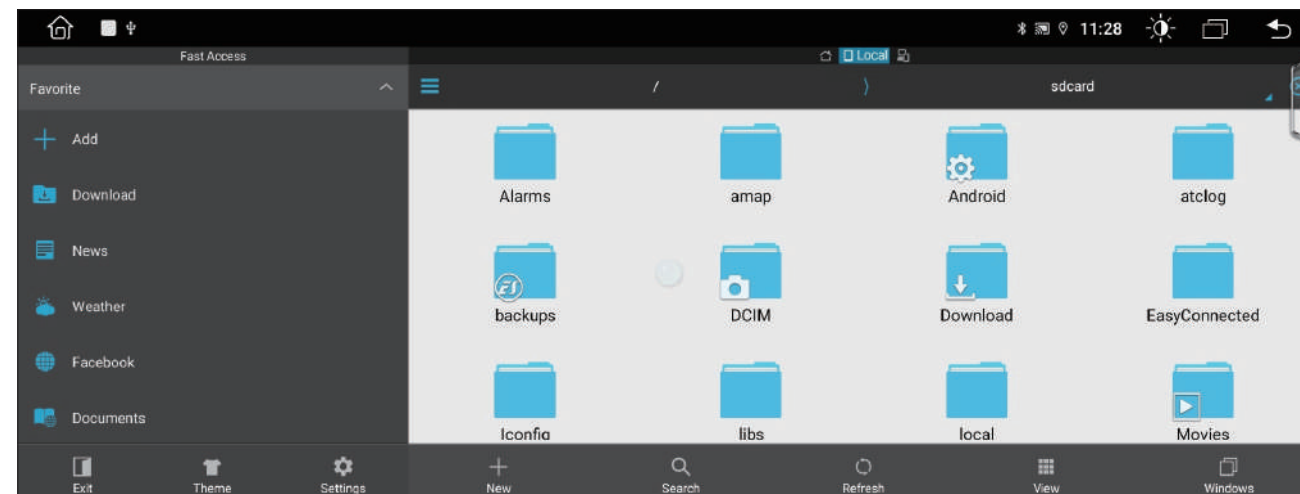 11:28
Fast Access
Local
Favorite
/
sdcard
Add
Download
News
Weather
Facebook
Documents
Alarms
amap
Android
atclog
backups
DCIM
Download
EasyConnected
Iconfig
libs
local
Movies
Exit
Theme
Settings
New
Search
Refresh
View
Windows